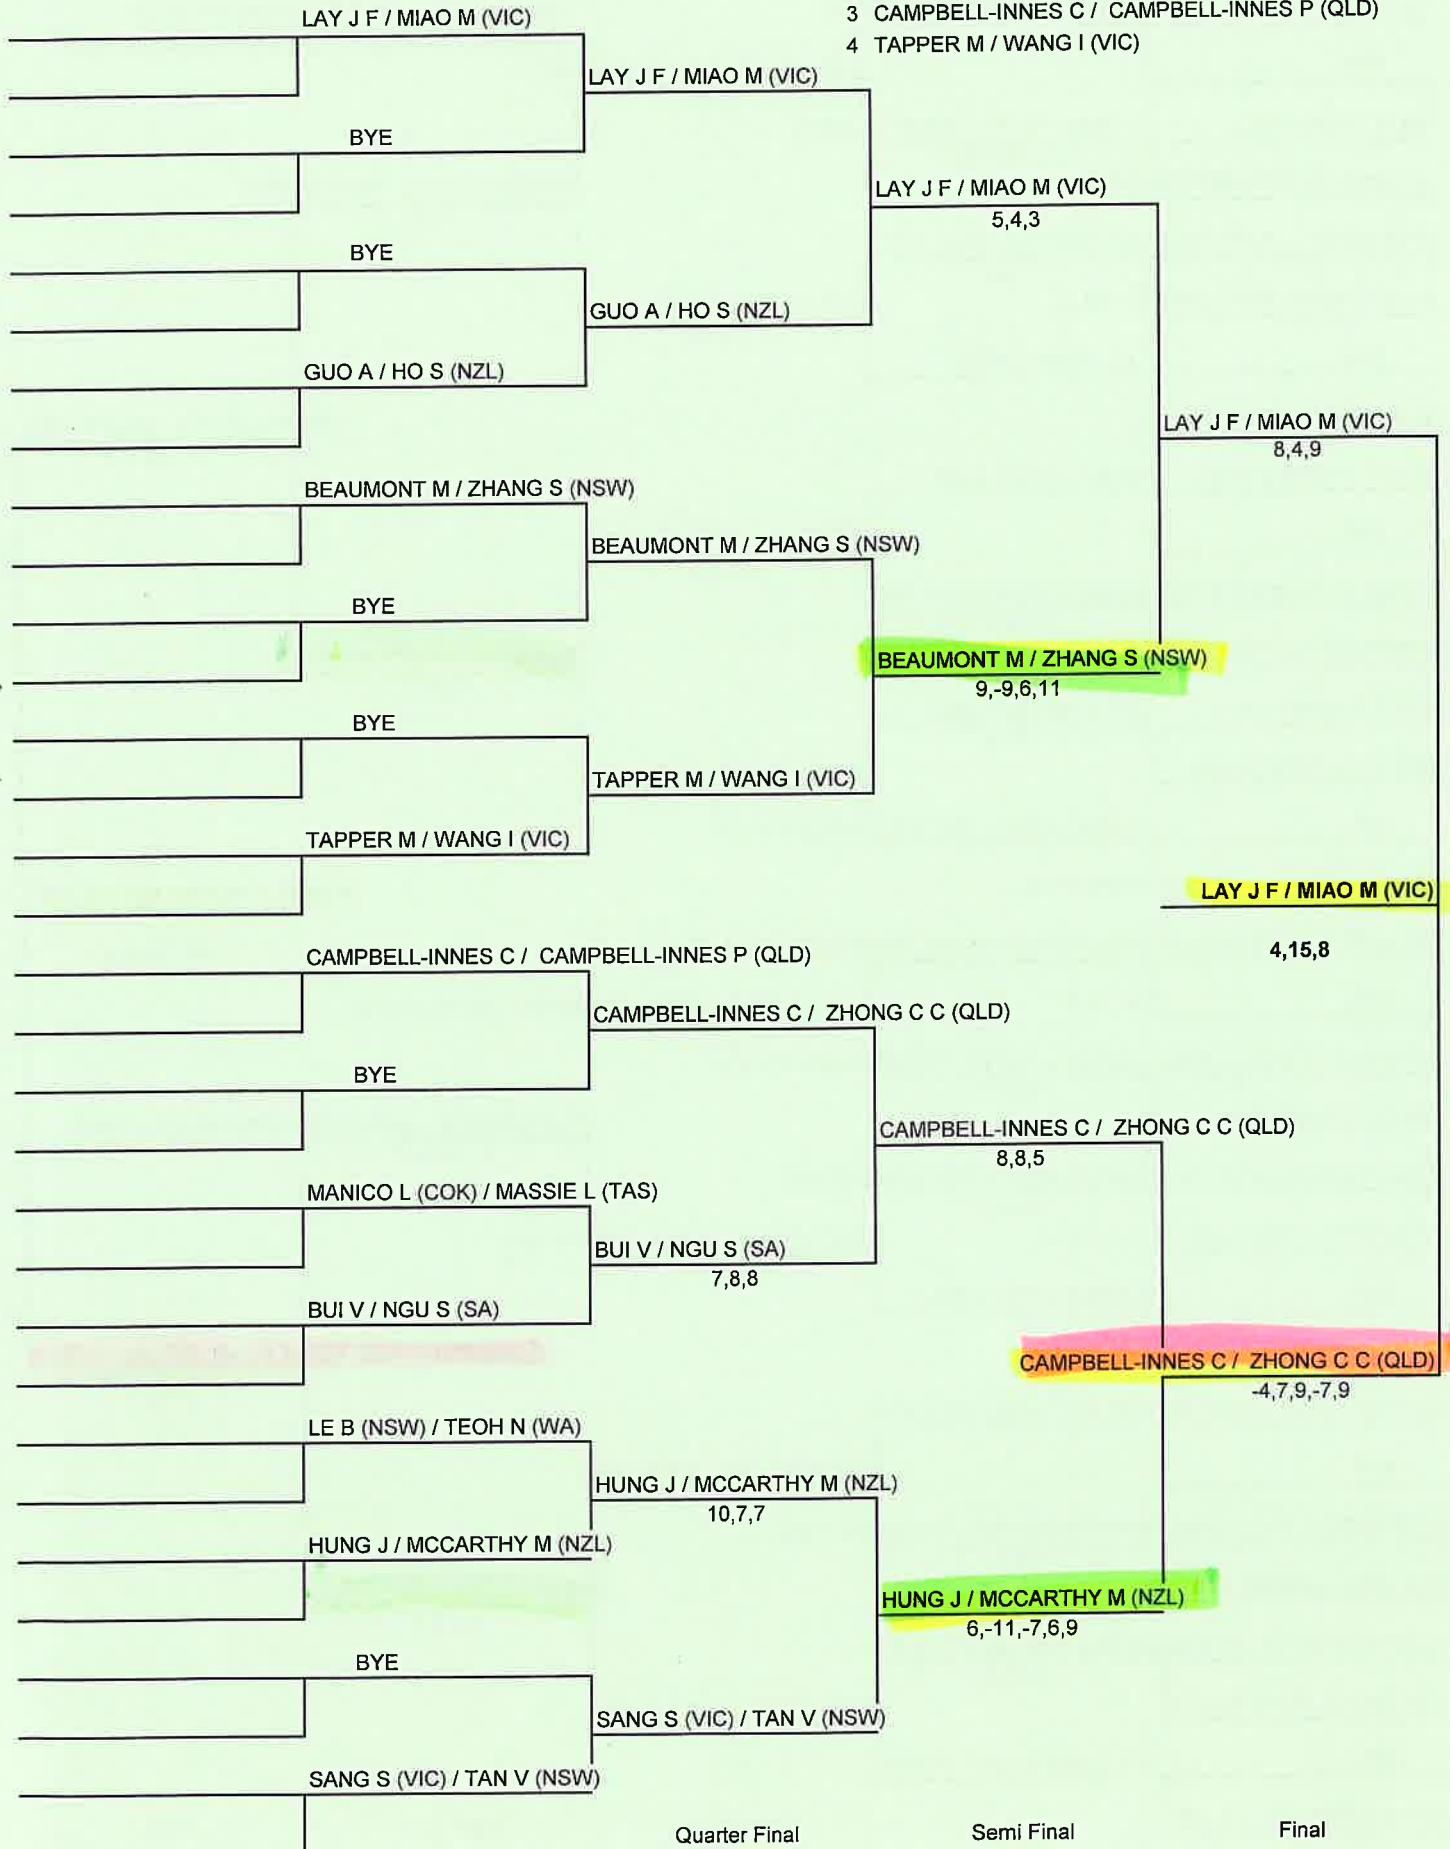 3 CAMPBELL-INNES C / CAMPBELL-INNES P (QLD)
4 TAPPER M / WANG I (VIC)
LAY J F / MIAO M (VIC)
LAY J F / MIAO M (VIC)
BYE
LAY J F / MIAO M (VIC)
5,4,3
BYE
GUO A / HO S (NZL)
GUO A / HO S (NZL)
LAY J F / MIAO M (VIC)
8,4,9
BEAUMONT M / ZHANG S (NSW)
BEAUMONT M / ZHANG S (NSW)
BYE
BEAUMONT M / ZHANG S (NSW)
9,-9,6,11
BYE
TAPPER M / WANG I (VIC)
TAPPER M / WANG I (VIC)
LAY J F / MIAO M (VIC)
4,15,8
CAMPBELL-INNES C / CAMPBELL-INNES P (QLD)
CAMPBELL-INNES C / ZHONG C C (QLD)
BYE
CAMPBELL-INNES C / ZHONG C C (QLD)
8,8,5
MANICO L (COK) / MASSIE L (TAS)
BUI V / NGU S (SA)
7,8,8
BUI V / NGU S (SA)
CAMPBELL-INNES C / ZHONG C C (QLD)
-4,7,9,-7,9
LE B (NSW) / TEOH N (WA)
HUNG J / MCCARTHY M (NZL)
10,7,7
HUNG J / MCCARTHY M (NZL)
HUNG J / MCCARTHY M (NZL)
6,-11,-7,6,9
BYE
SANG S (VIC) / TAN V (NSW)
SANG S (VIC) / TAN V (NSW)
Quarter Final Semi Final Final